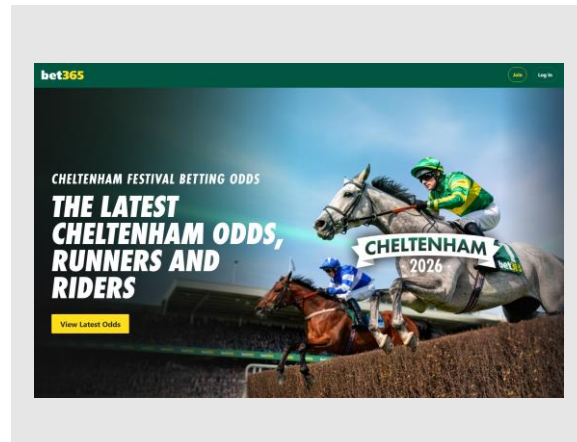 bet365
Join
Log In
CHELTENHAM FESTIVAL BETTING ODDS
THE LATEST
CHELTENHAM ODDS,
RUNNERS AND
RIDERS
CHELTENHAM
2026
bet365
View Latest Odds